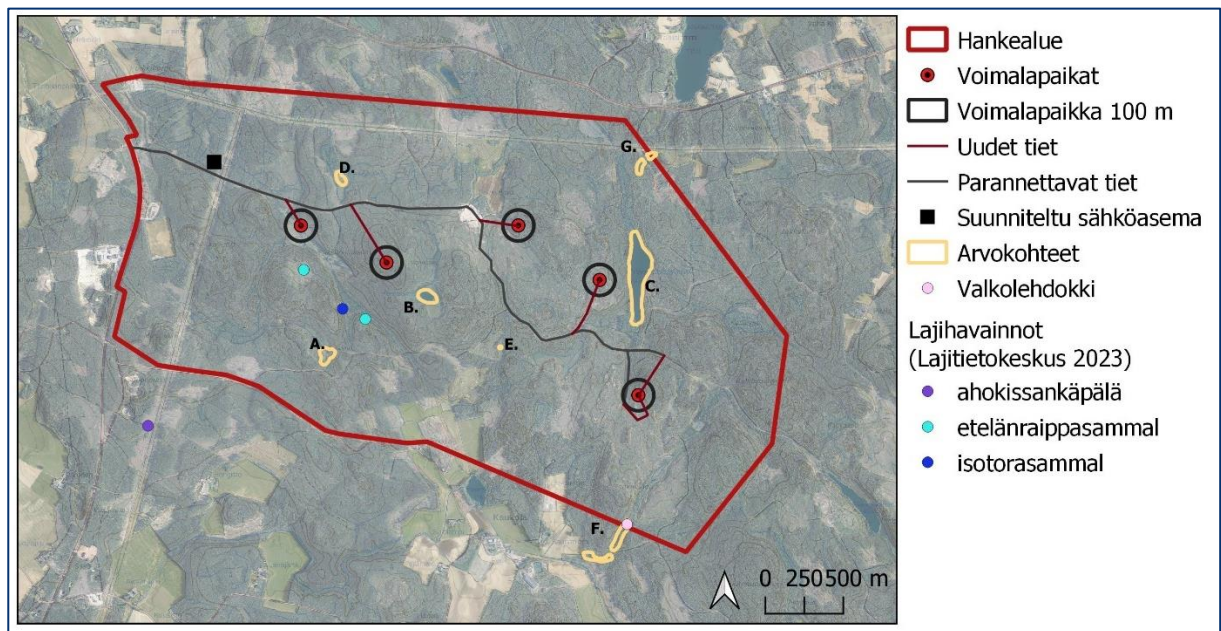 D.
G.
B.
C.
A.
E.
F.
0 250500 m
Hankealue
Voimalapaikat
Voimalapaikka 100 m
Uudet tiet
Parannettavat tiet
Suunniteltu sähköasema
Arvokohteet
Valkolehdokki
Lajihavainnot
(Lajitietokeskus 2023)
ahokissankäpälä
etelänraippasammal
isotorasammal